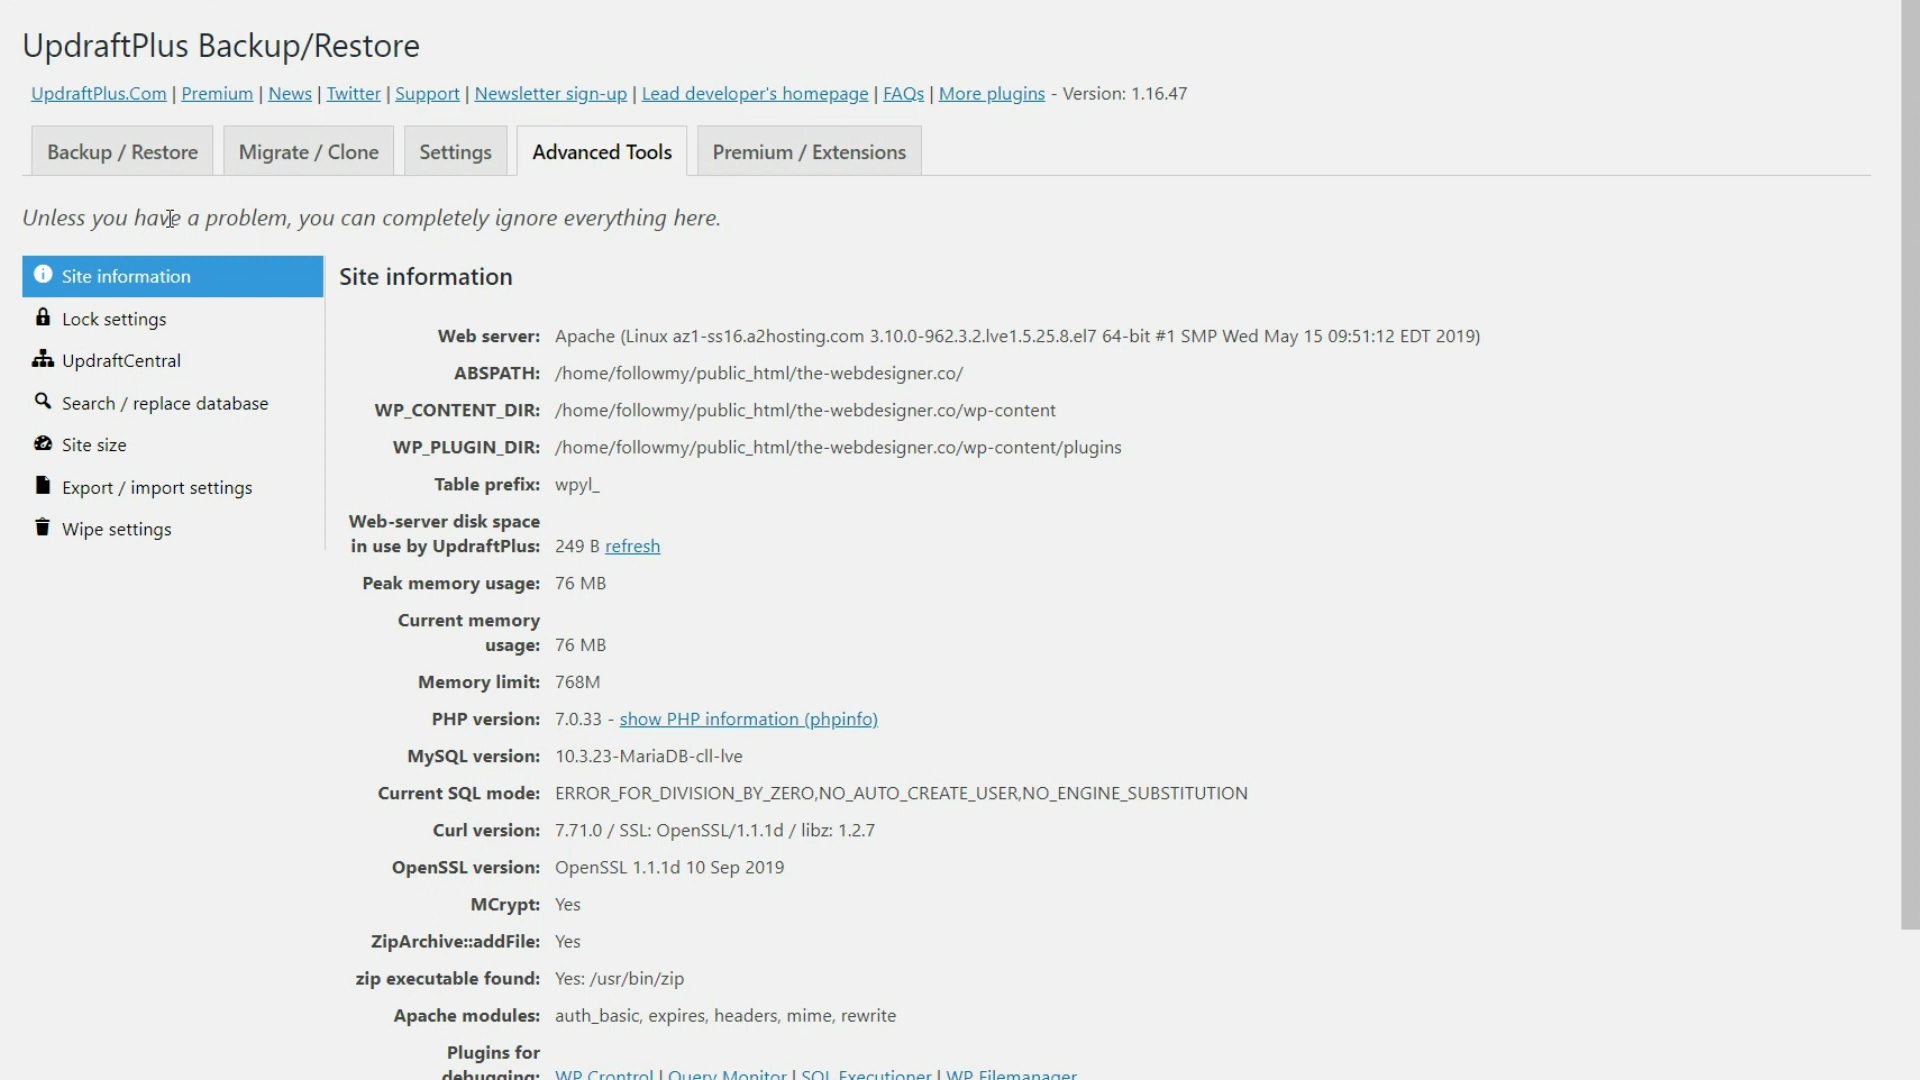 UpdraftPlus Backup/Restore
UpdraftPlus.Com | Premium | News | Twitter | Support | Newsletter sign-up | Lead developer's homepage | FAQs | More plugins - Version: 1.16.47
Backup / Restore
Migrate / Clone
Settings
Advanced Tools
Premium / Extensions
Unless you have a problem, you can completely ignore everything here.
Site information
Lock settings
UpdraftCentral
Search / replace database
Site size
Export / import settings
Wipe settings
Site information
Web server: Apache (Linux az1-ss16.a2hosting.com 3.10.0-962.3.2.lve1.5.25.8.el7 64-bit #1 SMP Wed May 15 09:51:12 EDT 2019)
ABSPATH: /home/followmy/public_html/the-webdesigner.co/
WP_CONTENT_DIR: /home/followmy/public_html/the-webdesigner.co/wp-content
WP_PLUGIN_DIR: /home/followmy/public_html/the-webdesigner.co/wp-content/plugins
Table prefix: wpyl_
Web-server disk space
in use by UpdraftPlus: 249 B refresh
Peak memory usage: 76 MB
Current memory
usage: 76 MB
Memory limit: 768M
PHP version: 7.0.33 - show PHP information (phpinfo)
MySQL version: 10.3.23-MariaDB-cll-lve
Current SQL mode: ERROR_FOR_DIVISION_BY_ZERO,NO_AUTO_CREATE_USER,NO_ENGINE_SUBSTITUTION
Curl version: 7.71.0 / SSL: OpenSSL/1.1.1d / libz: 1.2.7
OpenSSL version: OpenSSL 1.1.1d 10 Sep 2019
MCrypt: Yes
ZipArchive::addFile: Yes
zip executable found: Yes: /usr/bin/zip
Apache modules: auth_basic, expires, headers, mime, rewrite
Plugins for
debugging: WP Crontrol | Query Monitor | SQL Executioner | WP Filemanager